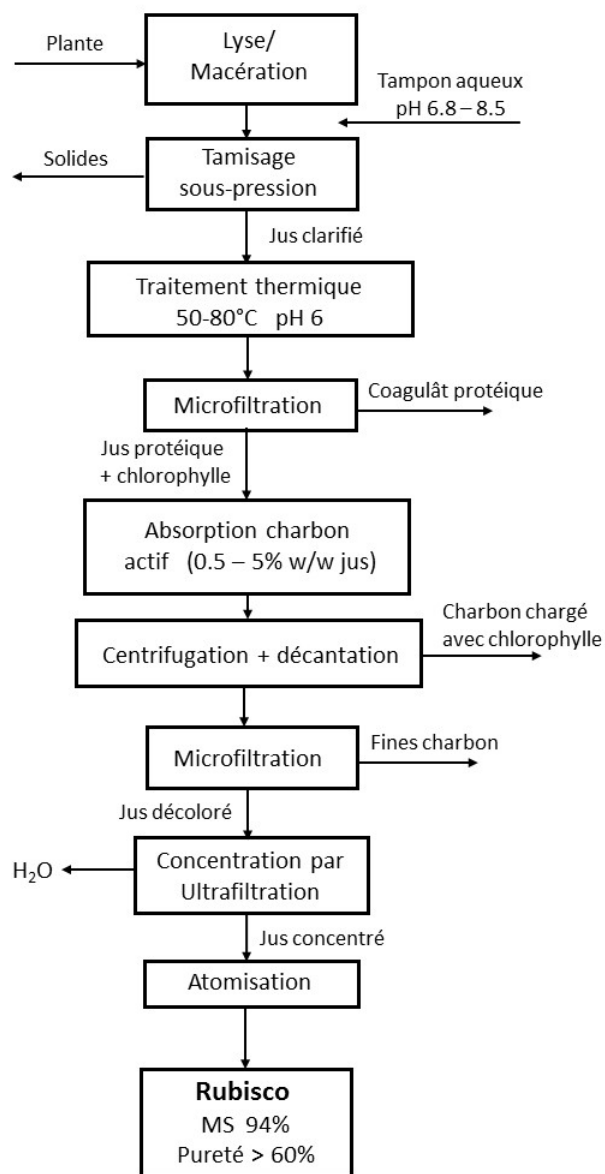 Plante
Lyse/
Macération
Tampon aqueux
pH 6.8 – 8.5
Solides
Tamisage
sous-pression
Jus clarifié
Traitement thermique
50-80°C pH 6
Microfiltration
Coagulât protéique
Jus protéique
+ chlorophylle
Absorption charbon
actif (0.5 – 5% w/w jus)
Charbon chargé
avec chlorophylle
Centrifugation + décantation
Microfiltration
Fines charbon
Jus décoloré
H₂O
Concentration par
Ultrafiltration
Jus concentré
Atomisation
Rubisco
MS 94%
Pureté > 60%